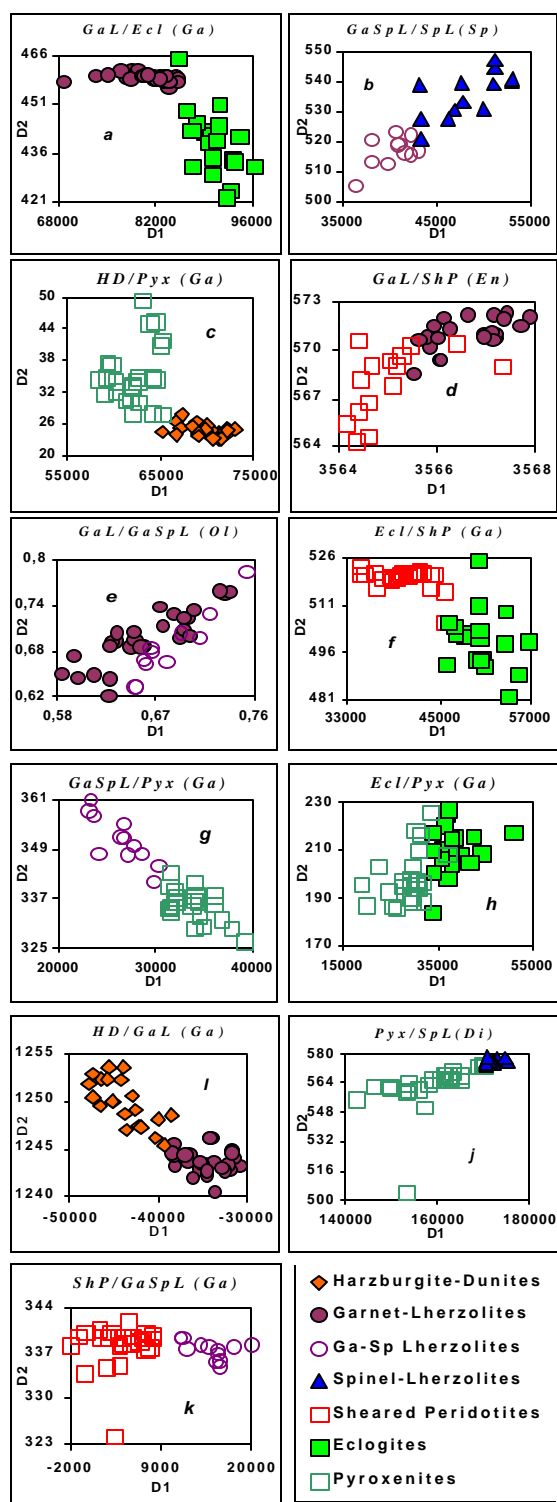 GaL/Ecl (Ga)
466
451
436
421
D2
a
68000
82000
96000
D1
GaSpL/SpL(Sp)
550
540
530
520
510
500
D2
b
35000
45000
55000
D1
HD/Pyx (Ga)
50
44
38
32
26
20
D2
c
55000
65000
75000
D1
GaL/ShP (En)
573
570
567
564
D2
d
3564
3566
3568
D1
GaL/GaSpL (Ol)
0,8
0,74
0,68
0,62
D2
e
0,58
0,67
0,76
D1
Ecl/ShP (Ga)
526
511
496
481
D2
f
33000
45000
57000
D1
GaSpL/Pyx (Ga)
361
349
337
325
D2
g
20000
30000
40000
D1
Ecl/Pyx (Ga)
230
210
190
170
D2
h
15000
35000
55000
D1
HD/GaL (Ga)
1255
1250
1245
1240
D2
l
-50000
-40000
-30000
D1
Pyx/SpL(Di)
580
564
548
532
516
500
D2
j
140000
160000
180000
D1
ShP/GaSpL (Ga)
344
337
330
323
D2
k
-2000
9000
20000
D1
Harzburgite-Dunites
Garnet-Lherzolites
Ga-Sp Lherzolites
Spinel-Lherzolites
Sheared Peridotites
Eclogites
Pyroxenites